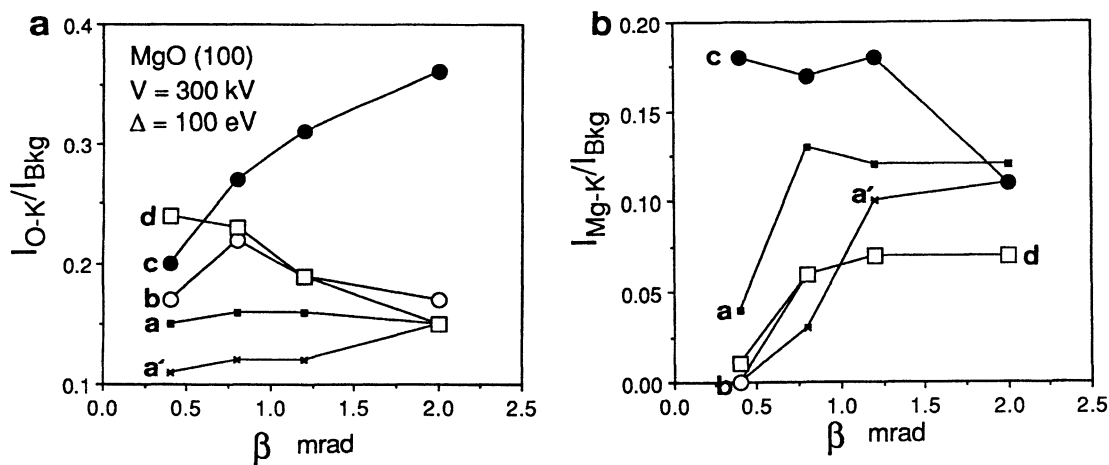 a
MgO (100)
V = 300 kV
Δ = 100 eV
I_O-K/I_Bkg
0.4
0.3
0.2
0.1
d
c
b
a
a´
0.0 0.5 1.0 1.5 2.0 2.5
β mrad
b
I_Mg-K/I_Bkg
0.20
0.15
0.10
0.05
0.00
c
a´
a
d
b
0.0 0.5 1.0 1.5 2.0 2.5
β mrad